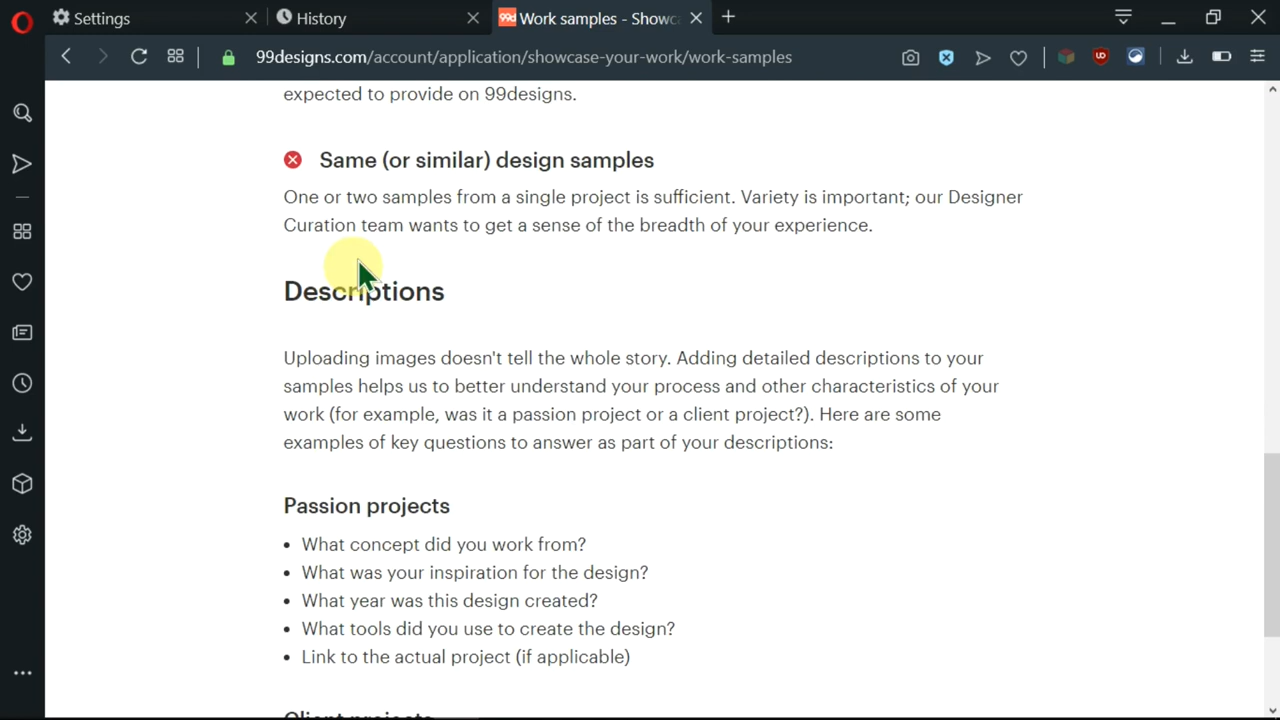 Settings
History
99d Work samples - Showc
99designs.com/account/application/showcase-your-work/work-samples
expected to provide on 99designs.
Same (or similar) design samples
One or two samples from a single project is sufficient. Variety is important; our Designer
Curation team wants to get a sense of the breadth of your experience.
Descriptions
Uploading images doesn't tell the whole story. Adding detailed descriptions to your
samples helps us to better understand your process and other characteristics of your
work (for example, was it a passion project or a client project?). Here are some
examples of key questions to answer as part of your descriptions:
Passion projects
• What concept did you work from?
• What was your inspiration for the design?
• What year was this design created?
• What tools did you use to create the design?
• Link to the actual project (if applicable)
Client projects